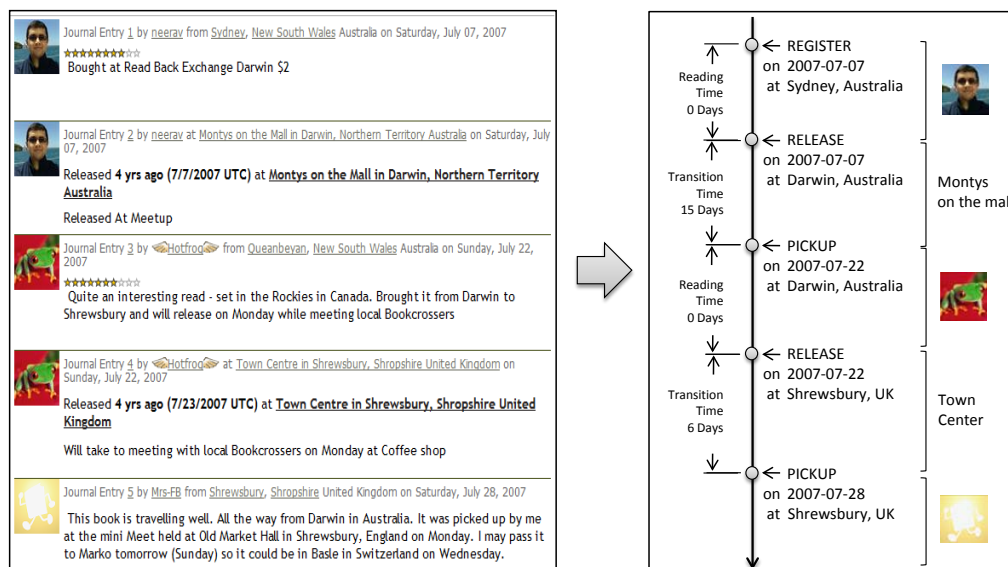 Journal Entry 1 by neerav from Sydney, New South Wales Australia on Saturday, July 07, 2007
Bought at Read Back Exchange Darwin $2
Journal Entry 2 by neerav at Montys on the Mall in Darwin, Northern Territory Australia on Saturday, July
07, 2007
Released 4 yrs ago (7/7/2007 UTC) at Montys on the Mall in Darwin, Northern Territory
Australia
Released At Meetup
Journal Entry 3 by Hotfrog from Queanbeyan, New South Wales Australia on Sunday, July 22,
2007
Quite an interesting read - set in the Rockies in Canada. Brought it from Darwin to
Shrewsbury and will release on Monday while meeting local Bookcrossers
Journal Entry 4 by Hotfrog at Town Centre in Shrewsbury, Shropshire United Kingdom on
Sunday, July 22, 2007
Released 4 yrs ago (7/23/2007 UTC) at Town Centre in Shrewsbury, Shropshire United
Kingdom
Will take to meeting with local Bookcrossers on Monday at Coffee shop
Journal Entry 5 by Mrs-FB from Shrewsbury, Shropshire United Kingdom on Saturday, July 28, 2007
This book is travelling well. All the way from Darwin in Australia. It was picked up by me
at the mini Meet held at Old Market Hall in Shrewsbury, England on Monday. I may pass it
to Marko tomorrow (Sunday) so it could be in Basle in Switzerland on Wednesday.
REGISTER
on 2007-07-07
at Sydney, Australia
Reading
Time
0 Days
RELEASE
on 2007-07-07
at Darwin, Australia
Transition
Time
15 Days
Montys
on the mal
PICKUP
on 2007-07-22
at Darwin, Australia
Reading
Time
0 Days
RELEASE
on 2007-07-22
at Shrewsbury, UK
Transition
Time
6 Days
Town
Center
PICKUP
on 2007-07-28
at Shrewsbury, UK